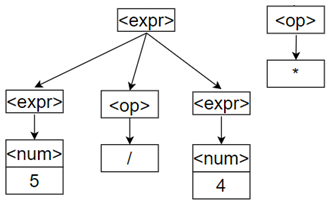 <expr> <op>
*
<expr> <op> <expr>
<num> / <num>
5 4